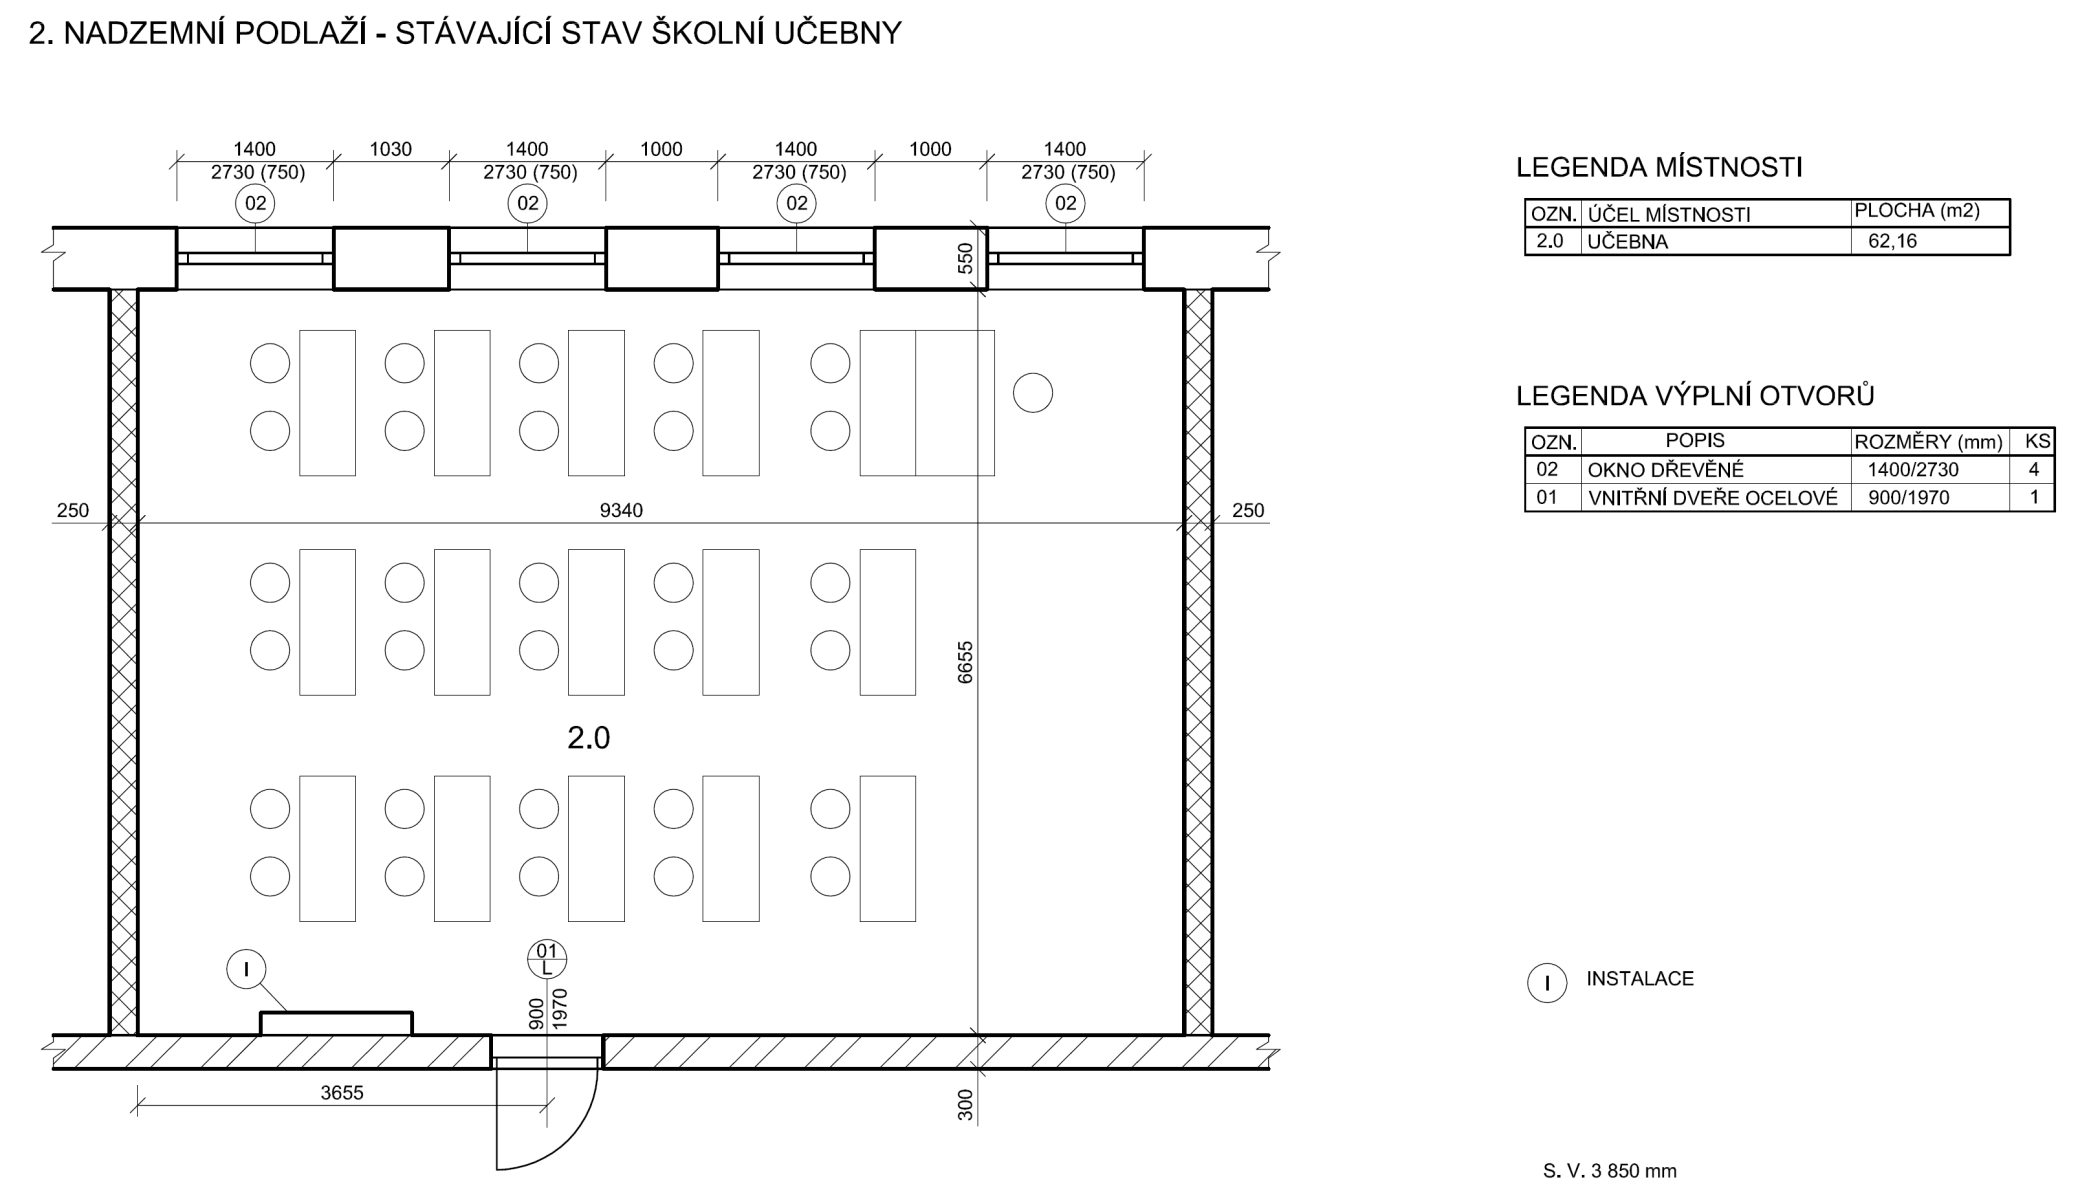 2. NADZEMNÍ PODLAŽÍ - STÁVAJÍCÍ STAV ŠKOLNÍ UČEBNY
1400 1030 1400 1000 1400 1000 1400
2730 (750) 2730 (750) 2730 (750) 2730 (750)
02 02 02 02
550
250 9340 250
6655
2.0
01
L
I
900
1970
3655
300
LEGENDA MÍSTNOSTI
OZN. ÚČEL MÍSTNOSTI PLOCHA (m2)
2.0 UČEBNA 62,16
LEGENDA VÝPLNÍ OTVORŮ
OZN. POPIS ROZMĚRY (mm) KS
02 OKNO DŘEVĚNÉ 1400/2730 4
01 VNITŘNÍ DVEŘE OCELOVÉ 900/1970 1
I INSTALACE
S. V. 3 850 mm